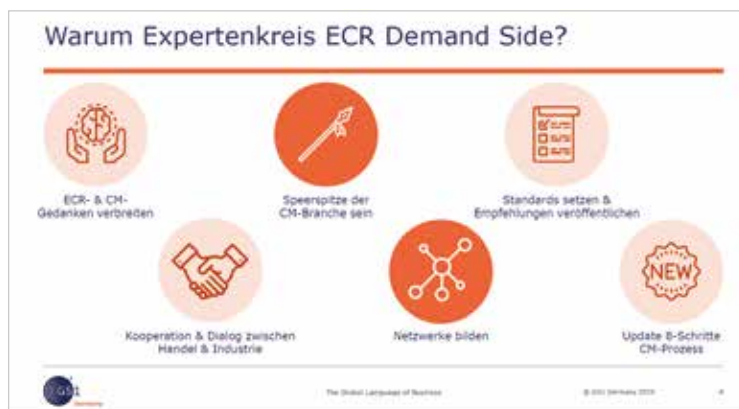 Warum Expertenkreis ECR Demand Side?
ECR- & CM-
Gedanken verbreiten
Speerspitze der
CM-Branche sein
Standards setzen &
Empfehlungen veröffentlichen
Kooperation & Dialog zwischen
Handel & Industrie
Netzwerke bilden
NEW
Update 8-Schritte
CM-Prozess
GS1
Germany
The Global Language of Business
© GS1 Germany